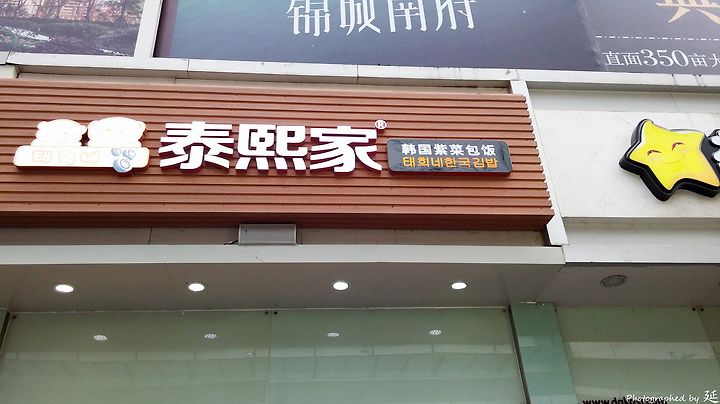 锦城南府
直面350亩
泰熙家®
韩国紫菜包饭
태희네한국김밥
Photographed by 延